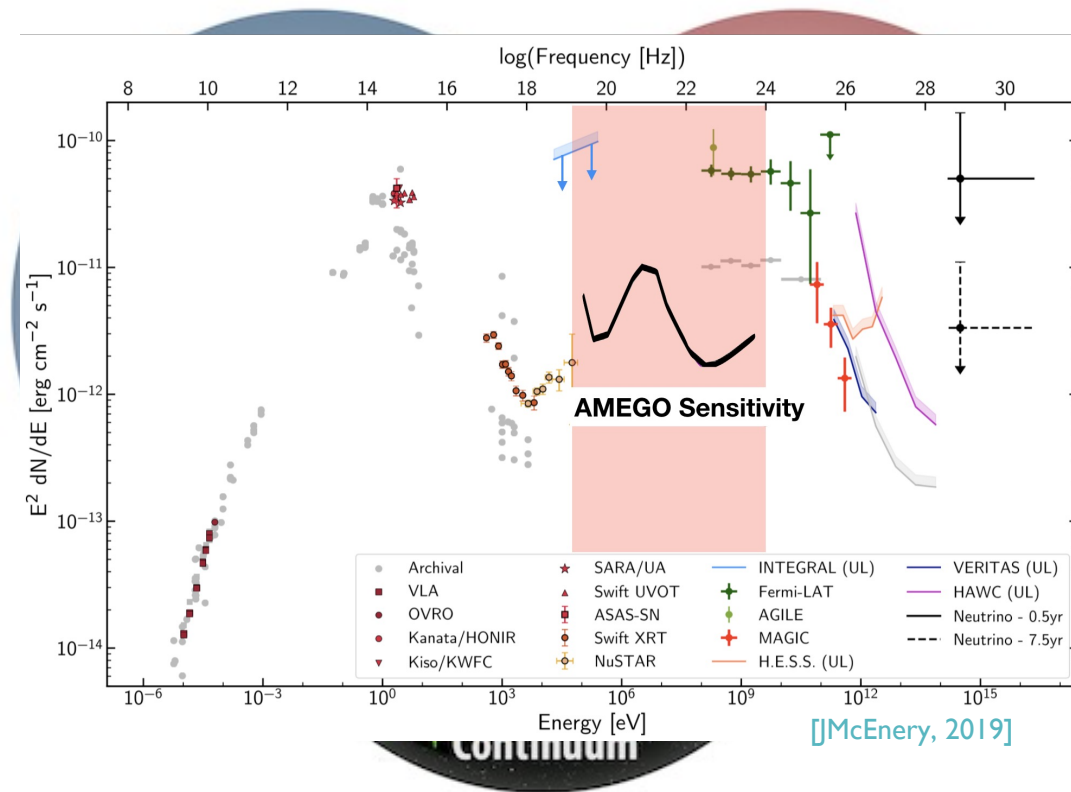 log(Frequency [Hz])
8 10 12 14 16 18 20 22 24 26 28 30
E² dN/dE [erg cm⁻² s⁻¹]
10⁻¹⁰
10⁻¹¹
10⁻¹²
10⁻¹³
10⁻¹⁴
AMEGO Sensitivity
Archival
VLA
OVRO
Kanata/HONIR
Kiso/KWFC
SARA/UA
Swift UVOT
ASAS-SN
Swift XRT
NuSTAR
INTEGRAL (UL)
Fermi-LAT
AGILE
MAGIC
H.E.S.S. (UL)
VERITAS (UL)
HAWC (UL)
Neutrino - 0.5yr
Neutrino - 7.5yr
10⁻⁶ 10⁻³ 10⁰ 10³ 10⁶ 10⁹ 10¹² 10¹⁵
Energy [eV]
[JMcEnery, 2019]
Continuum